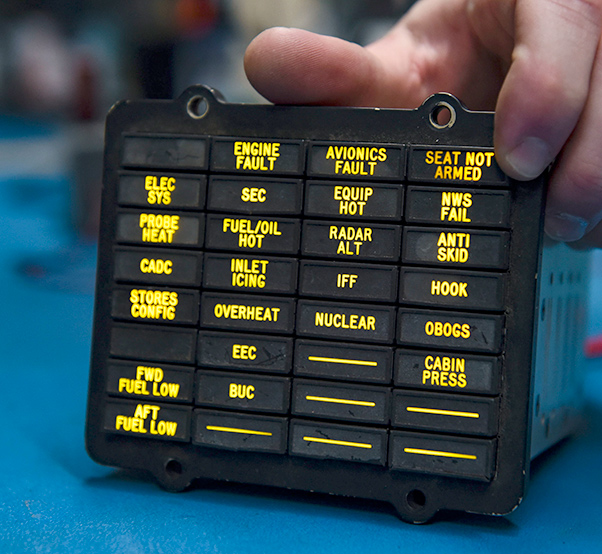 ENGINE
FAULT
AVIONICS
FAULT
SEAT NOT
ARMED
ELEC
SYS
SEC
EQUIP
HOT
NWS
FAIL
PROBE
HEAT
FUEL/OIL
HOT
RADAR
ALT
ANTI
SKID
CADC
INLET
ICING
IFF
HOOK
STORES
CONFIG
OVERHEAT
NUCLEAR
OBOGS
EEC
CABIN
PRESS
FWD
FUEL LOW
BUC
AFT
FUEL LOW